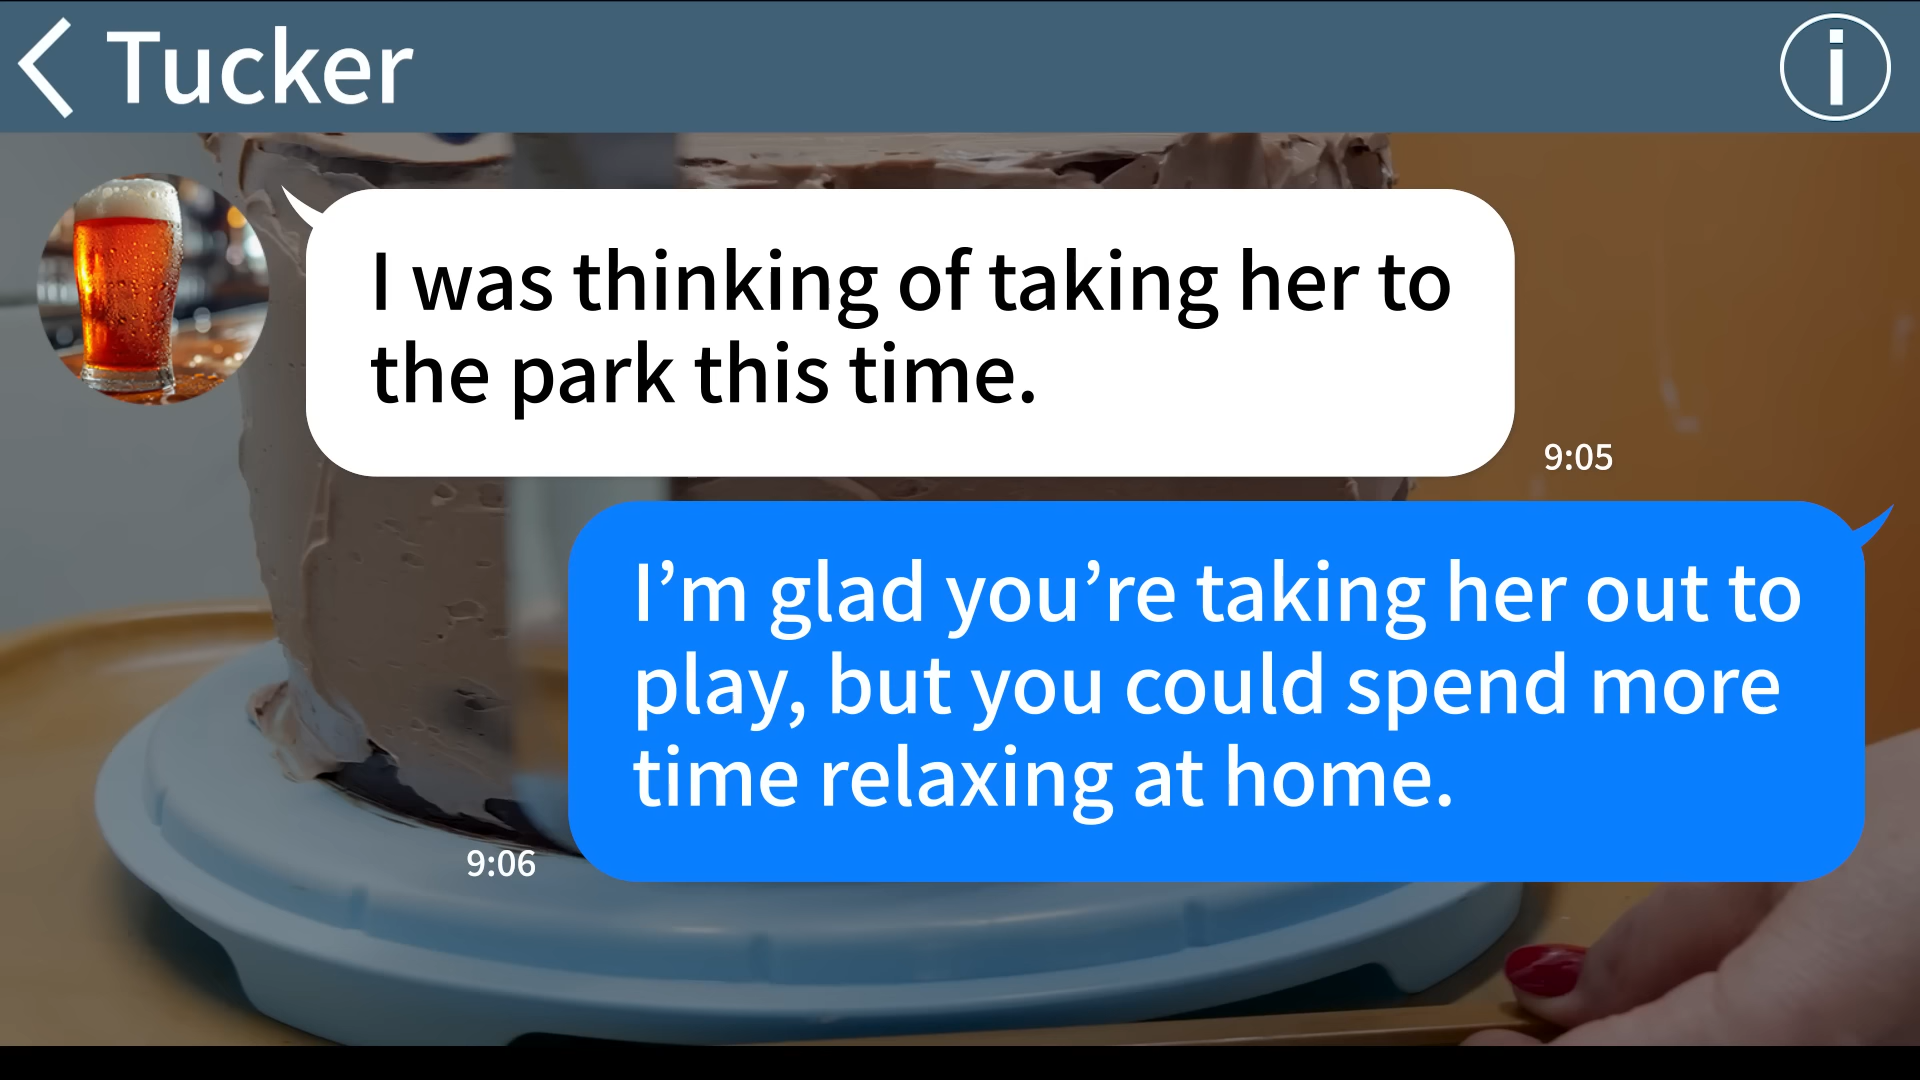 Tucker
I was thinking of taking her to
the park this time.
9:05
I’m glad you’re taking her out to
play, but you could spend more
time relaxing at home.
9:06